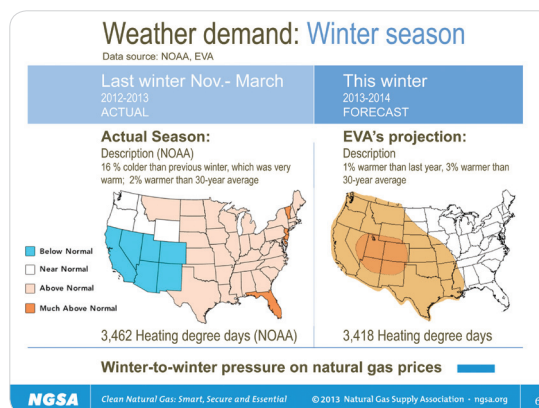 Weather demand: Winter season
Data source: NOAA, EVA
Last winter Nov.- March
2012-2013
ACTUAL
This winter
2013-2014
FORECAST
Actual Season:
Description (NOAA)
16 % colder than previous winter, which was very
warm; 2% warmer than 30-year average
EVA's projection:
Description
1% warmer than last year, 3% warmer than
30-year average
Below Normal
Near Normal
Above Normal
Much Above Normal
3,462 Heating degree days (NOAA)
3,418 Heating degree days
Winter-to-winter pressure on natural gas prices
NGSA
Clean Natural Gas: Smart, Secure and Essential
©2013 Natural Gas Supply Association • ngsa.org
6